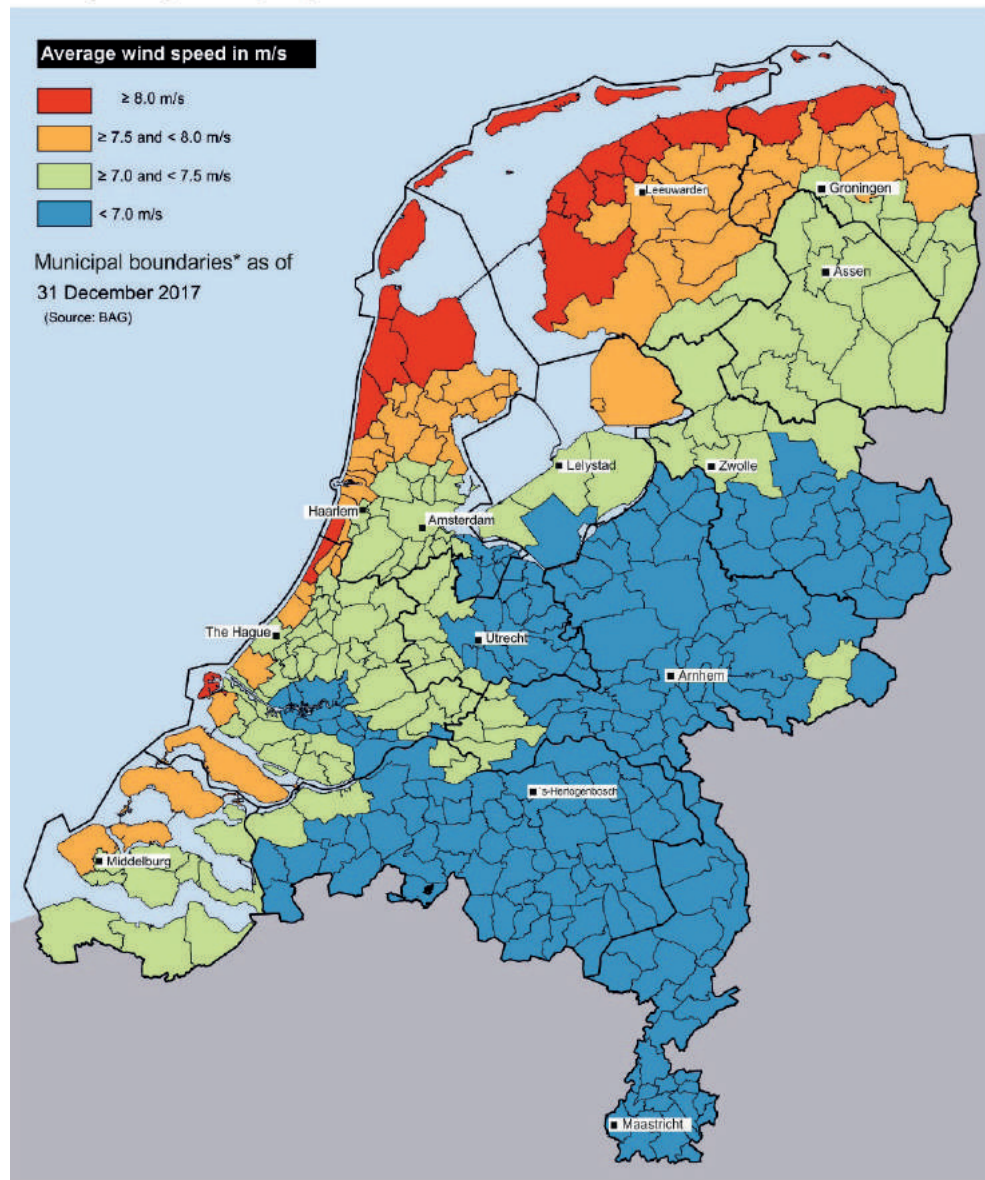 Average wind speed in m/s
≥ 8.0 m/s
≥ 7.5 and < 8.0 m/s
≥ 7.0 and < 7.5 m/s
< 7.0 m/s
Municipal boundaries* as of
31 December 2017
(Source: BAG)
Leeuwarden
Groningen
Assen
Lelystad
Zwolle
Haarlem
Amsterdam
The Hague
Utrecht
Arnhem
's-Hertogenbosch
Middelburg
Maastricht